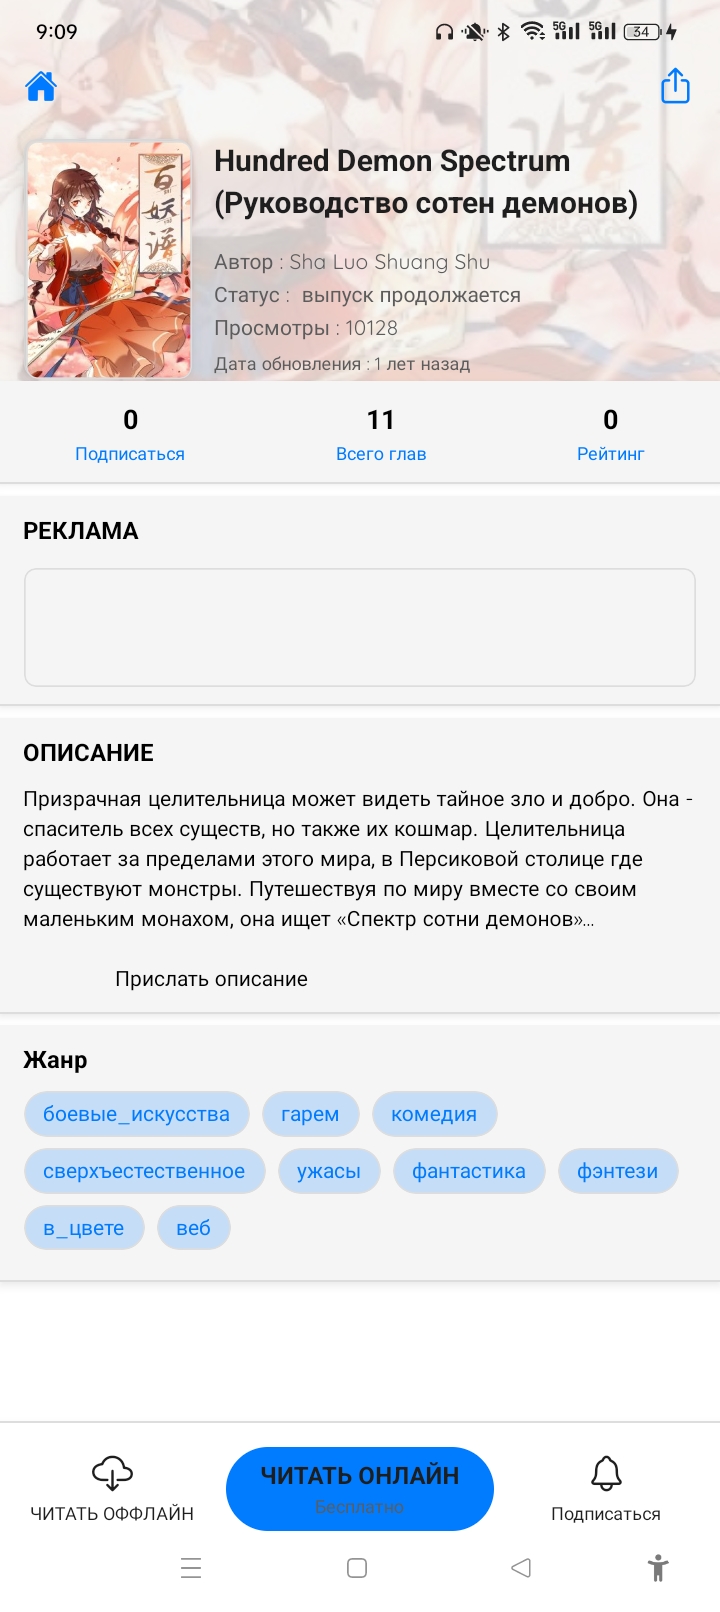 9:09
5G
5G
34
Hundred Demon Spectrum
(Руководство сотен демонов)
百妖谱
Автор : Sha Luo Shuang Shu
Статус : выпуск продолжается
Просмотры : 10128
Дата обновления : 1 лет назад
0
11
0
Подписаться
Всего глав
Рейтинг
РЕКЛАМА
ОПИСАНИЕ
Призрачная целительница может видеть тайное зло и добро. Она -
спаситель всех существ, но также их кошмар. Целительница
работает за пределами этого мира, в Персиковой столице где
существуют монстры. Путешествуя по миру вместе со своим
маленьким монахом, она ищет «Спектр сотни демонов»...
Прислать описание
Жанр
боевые_искусства
гарем
комедия
сверхъестественное
ужасы
фантастика
фэнтези
в_цвете
веб
ЧИТАТЬ ОФФЛАЙН
ЧИТАТЬ ОНЛАЙН
Бесплатно
Подписаться